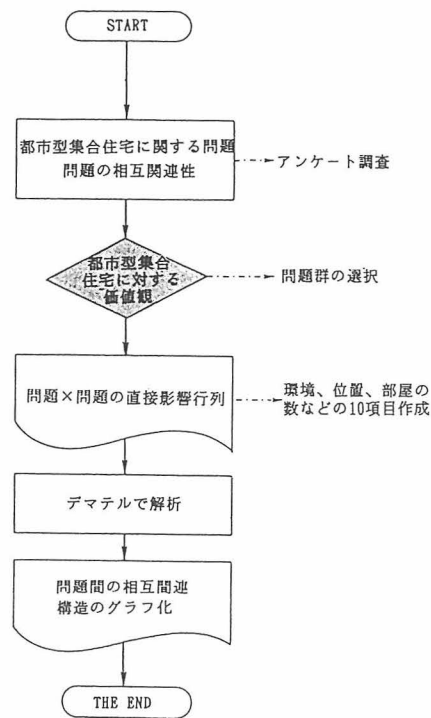 START
都市型集合住宅に関する問題
問題の相互関連性
アンケート調査
都市型集合
住宅に対する
価値観
問題群の選択
問題×問題の直接影響行列
環境、位置、部屋の
数などの10項目作成
デマテルで解析
問題間の相互間連
構造のグラフ化
THE END